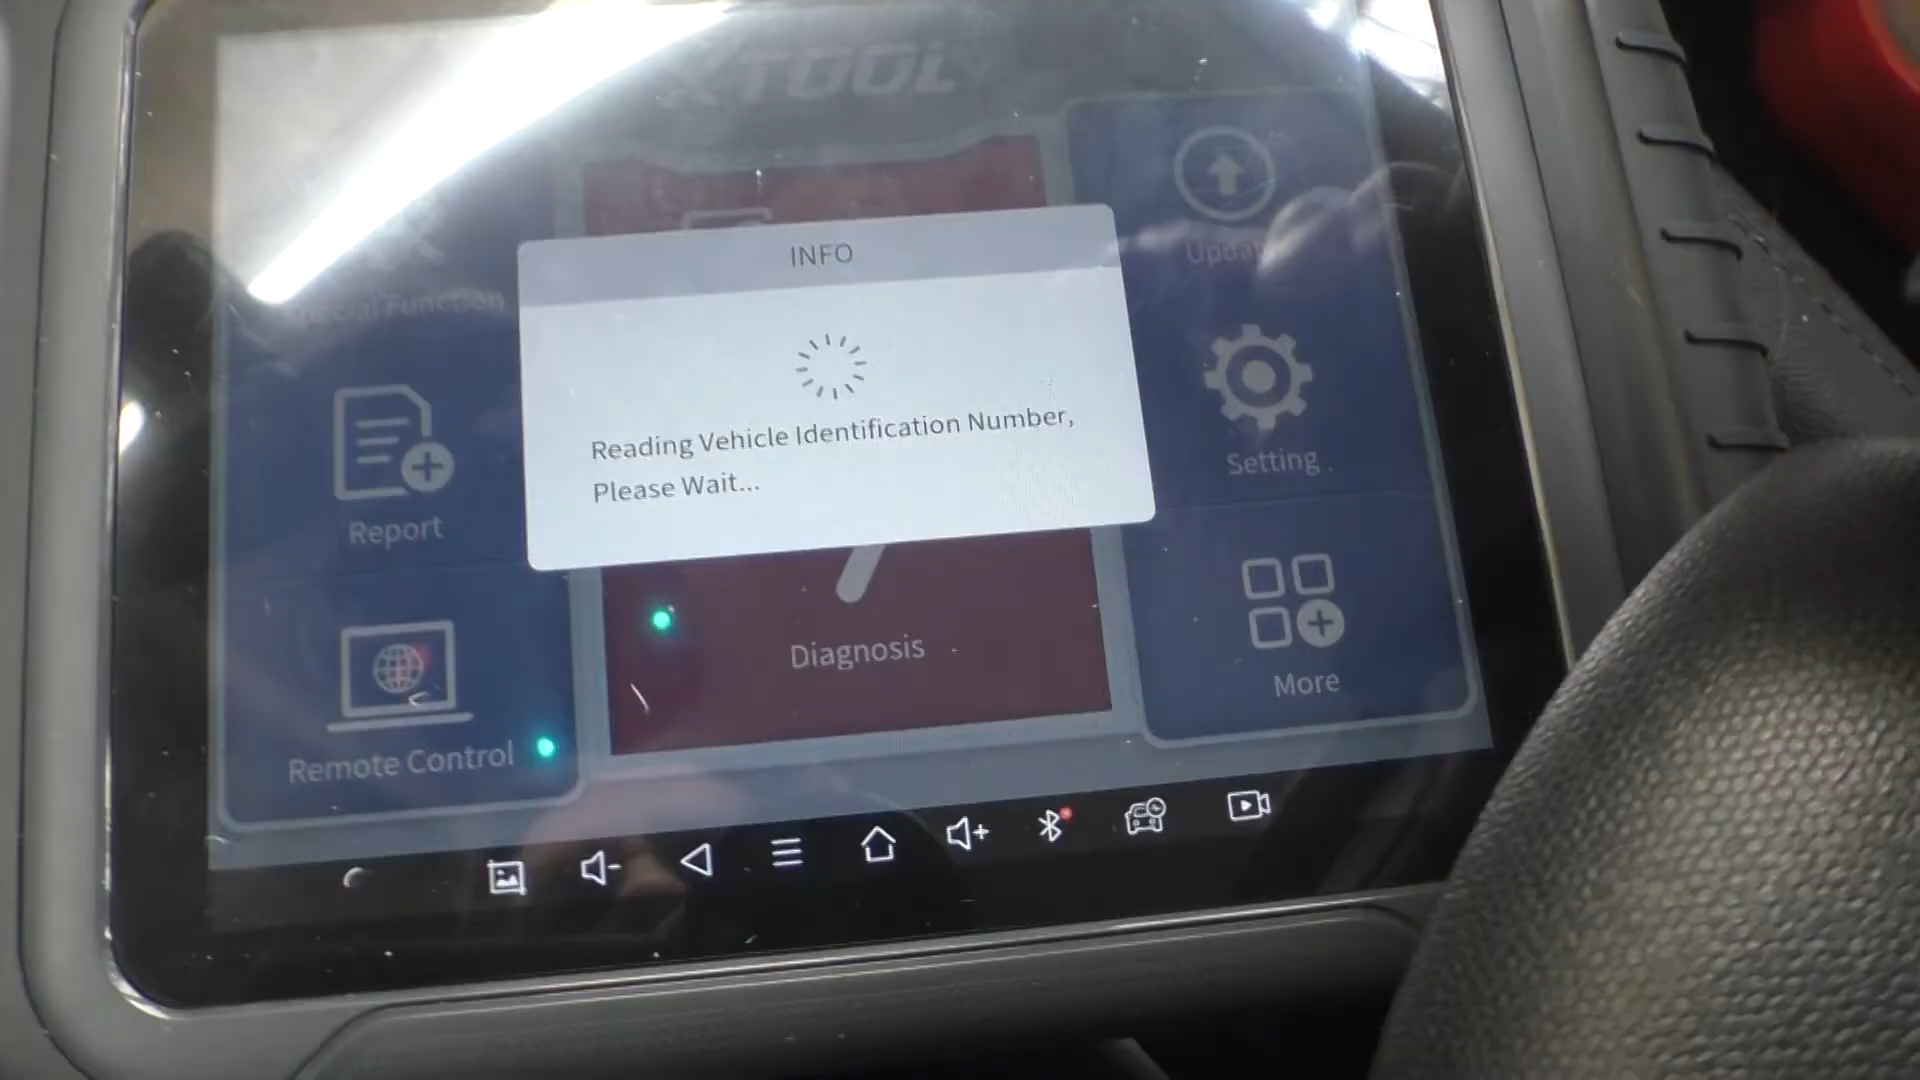 XTOOL
INFO
Reading Vehicle Identification Number,
Please Wait...
Special Function
Report
Remote Control
Diagnosis
Update
Setting
More